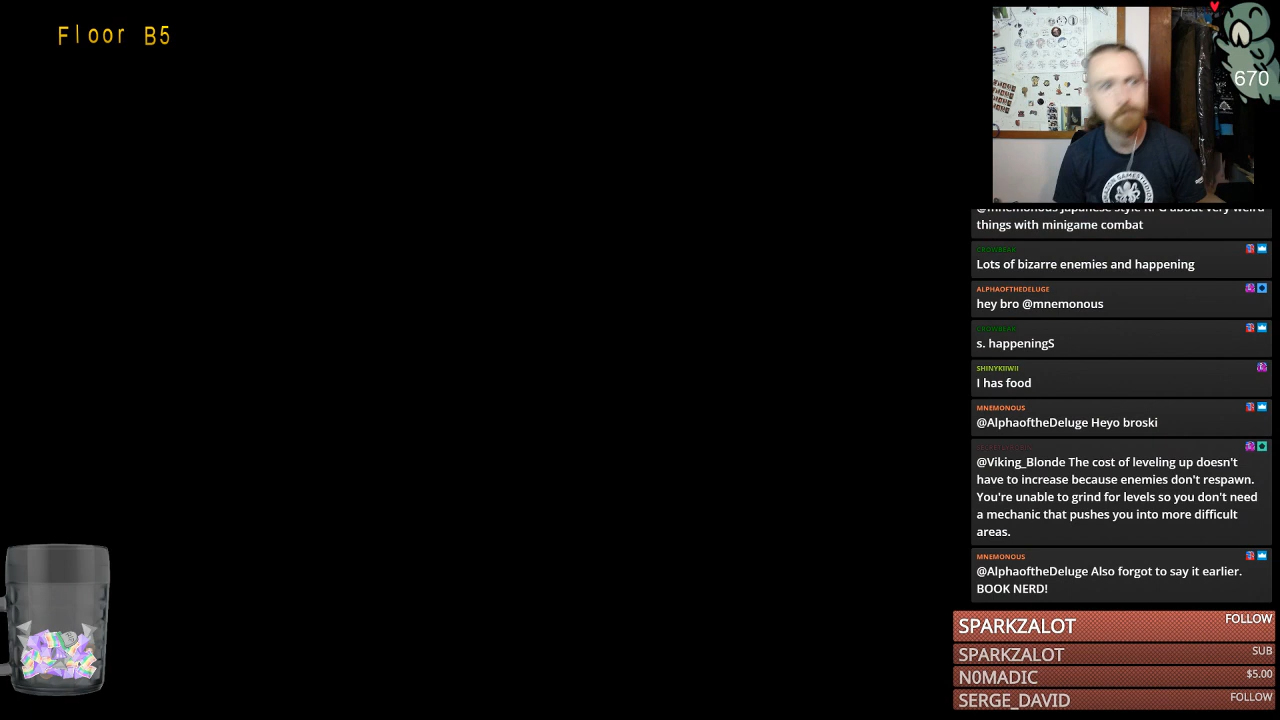 Floor B5
670
things with minigame combat
CROWBEAR
Lots of bizarre enemies and happening
ALPHAOFTHEDELUGE
hey bro @mnemonous
CROWBEAR
s. happeningS
SHINYKIIWII
I has food
MNEMONOUS
@AlphaoftheDeluge Heyo broski
@Viking_Blonde The cost of leveling up doesn't
have to increase because enemies don't respawn.
You're unable to grind for levels so you don't need
a mechanic that pushes you into more difficult
areas.
MNEMONOUS
@AlphaoftheDeluge Also forgot to say it earlier.
BOOK NERD!
SPARKZALOT FOLLOW
SPARKZALOT SUB
N0MADIC $5.00
SERGE_DAVID FOLLOW